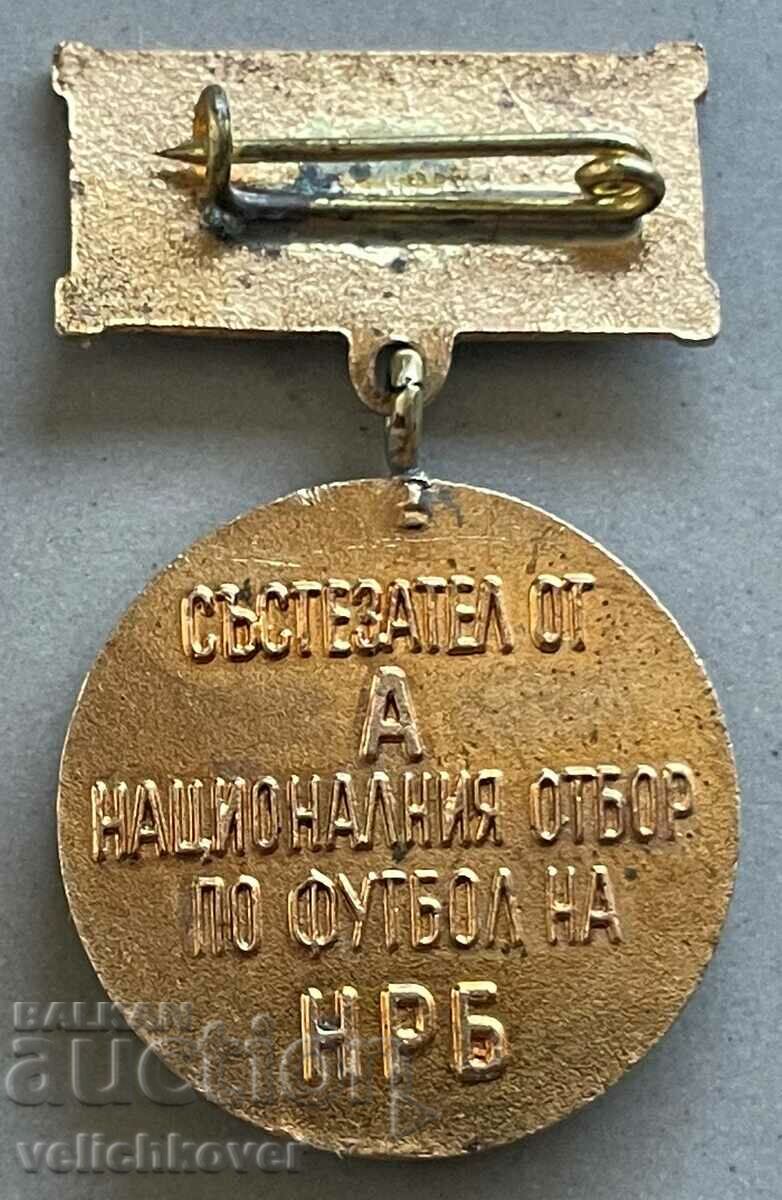 СЪСТЕЗАТЕЛ ОТ
А
НАЦИОНАЛНИЯ ОТБОР
ПО ФУТБОЛ НА
НРБ
BALKAN
auction
velichkover